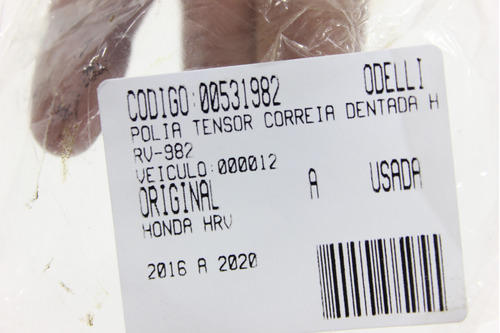 CODIGO:00531982 ODELLI
POLIA TENSOR CORREIA DENTADA H
RV-982
VEICULO:000012
ORIGINAL A USADA
HONDA HRV
2016 A 2020